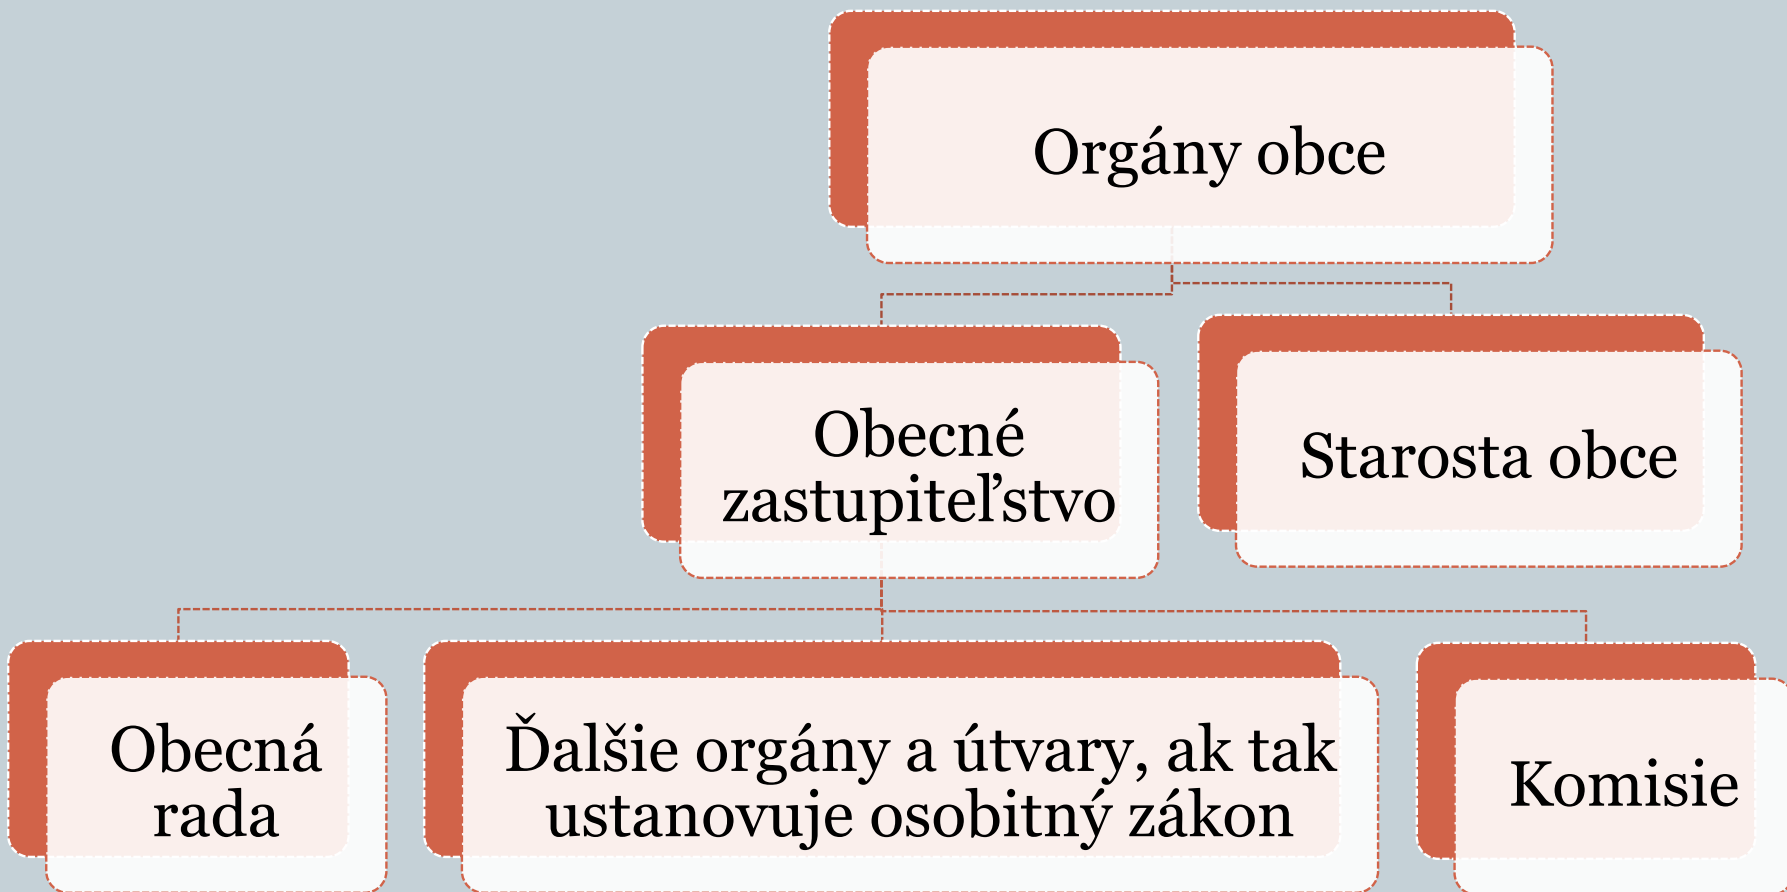 Orgány obce
Obecné
zastupiteľstvo
Starosta obce
Obecná
rada
Ďalšie orgány a útvary, ak tak
ustanovuje osobitný zákon
Komisie